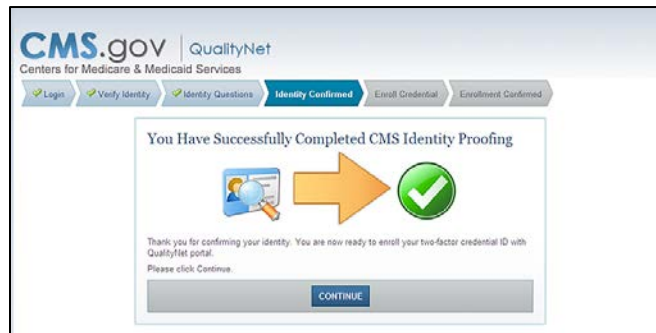 CMS.gov | QualityNet
Centers for Medicare & Medicaid Services
Login Verify Identity Identity Questions Identity Confirmed Enroll Credential Enrollment Confirmed
You Have Successfully Completed CMS Identity Proofing
Thank you for confirming your identity. You are now ready to enroll your two-factor credential ID with
QualityNet portal.
Please click Continue.
CONTINUE